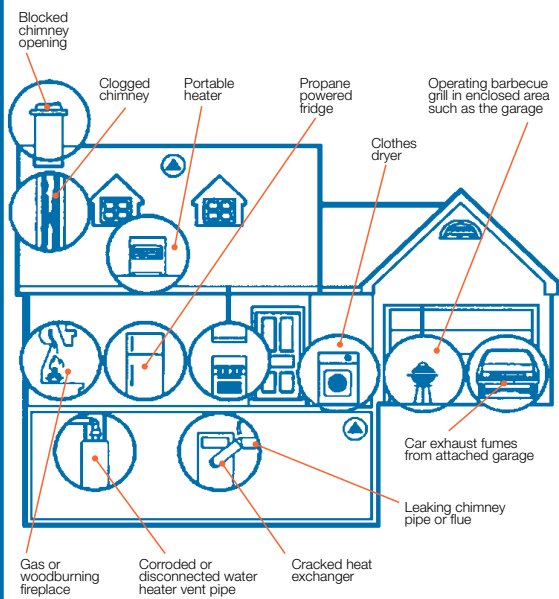 Blocked
chimney
opening
Clogged
chimney
Portable
heater
Propane
powered
fridge
Operating barbecue
grill in enclosed area
such as the garage
Clothes
dryer
Car exhaust fumes
from attached garage
Leaking chimney
pipe or flue
Gas or
woodburning
fireplace
Corroded or
disconnected water
heater vent pipe
Cracked heat
exchanger